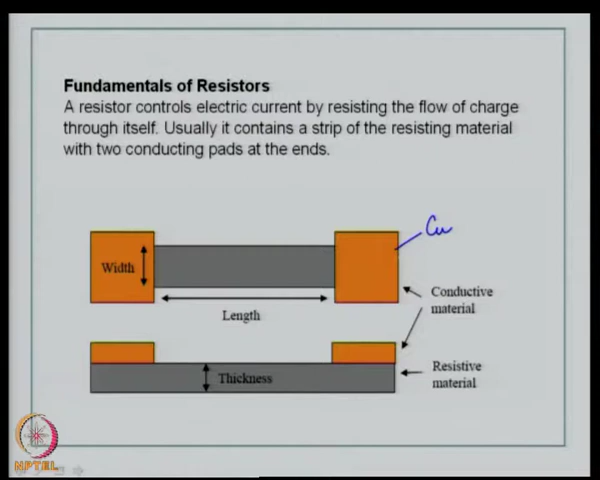 Fundamentals of Resistors
A resistor controls electric current by resisting the flow of charge
through itself. Usually it contains a strip of the resisting material
with two conducting pads at the ends.
Cu
Width
Length
Conductive
material
Thickness
Resistive
material
NPTEL